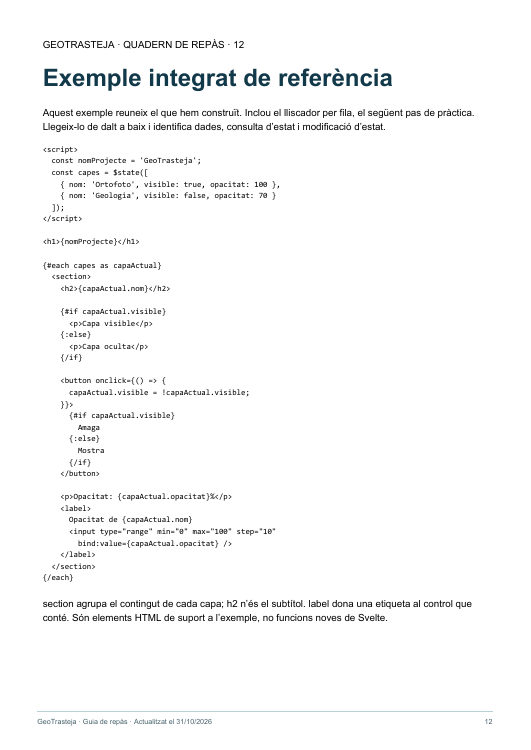 GEOTRASTEJA · QUADERN DE REPÀS · 12
Exemple integrat de referència
Aquest exemple reuneix el que hem construït. Inclou el lliscador per fila, el següent pas de pràctica.
Llegeix-lo de dalt a baix i identifica dades, consulta d’estat i modificació d’estat.
<script>
  const nomProjecte = 'GeoTrasteja';
  const capes = $state([
    { nom: 'Ortofoto', visible: true, opacitat: 100 },
    { nom: 'Geologia', visible: false, opacitat: 70 }
  ]);
</script>

<h1>{nomProjecte}</h1>

{#each capes as capaActual}
  <section>
    <h2>{capaActual.nom}</h2>

    {#if capaActual.visible}
      <p>Capa visible</p>
    {:else}
      <p>Capa oculta</p>
    {/if}

    <button onclick={() => {
      capaActual.visible = !capaActual.visible;
    }}>
      {#if capaActual.visible}
        Amaga
      {:else}
        Mostra
      {/if}
    </button>

    <p>Opacitat: {capaActual.opacitat}%</p>
    <label>
      Opacitat de {capaActual.nom}
      <input type="range" min="0" max="100" step="10"
        bind:value={capaActual.opacitat} />
    </label>
  </section>
{/each}

section agrupa el contingut de cada capa; h2 n’és el subtítol. label dona una etiqueta al control que
conté. Són elements HTML de suport a l’exemple, no funcions noves de Svelte.
GeoTrasteja · Guia de repàs · Actualitzat el 31/10/2026
12